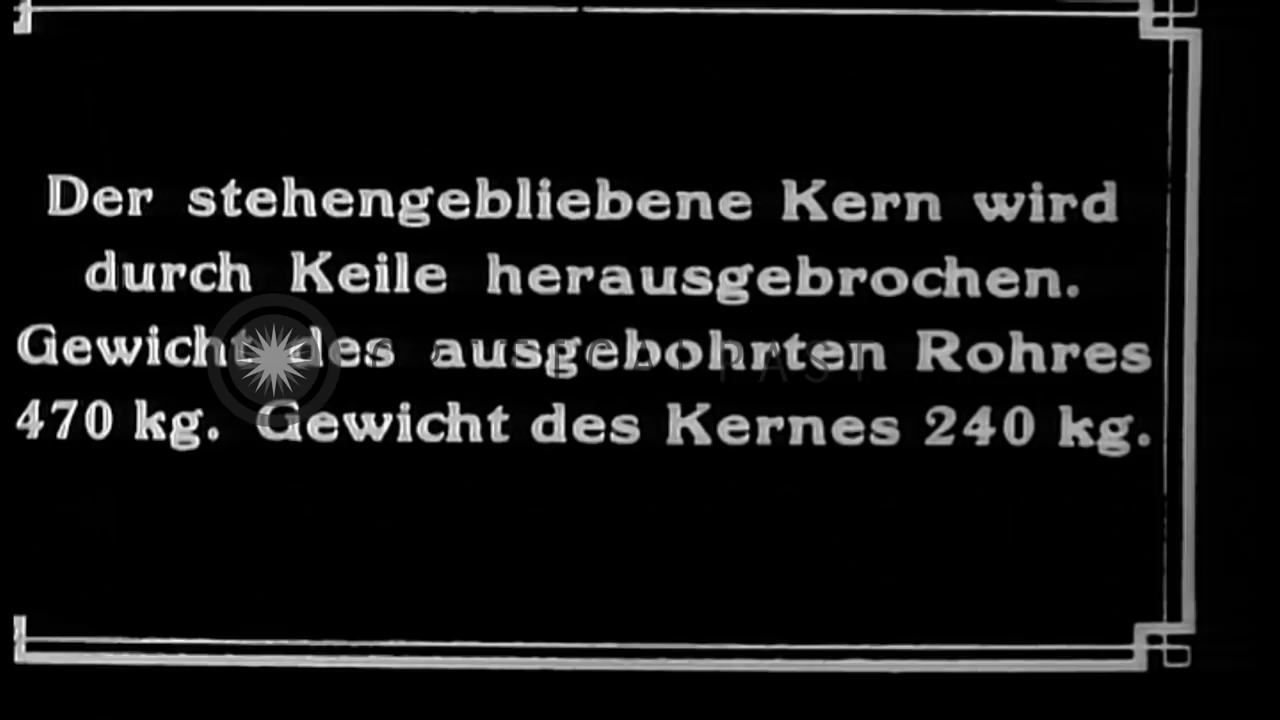 Der stehengebliebene Kern wird
durch Keile herausgebrochen.
Gewicht des ausgebohrten Rohres
470 kg. Gewicht des Kernes 240 kg.